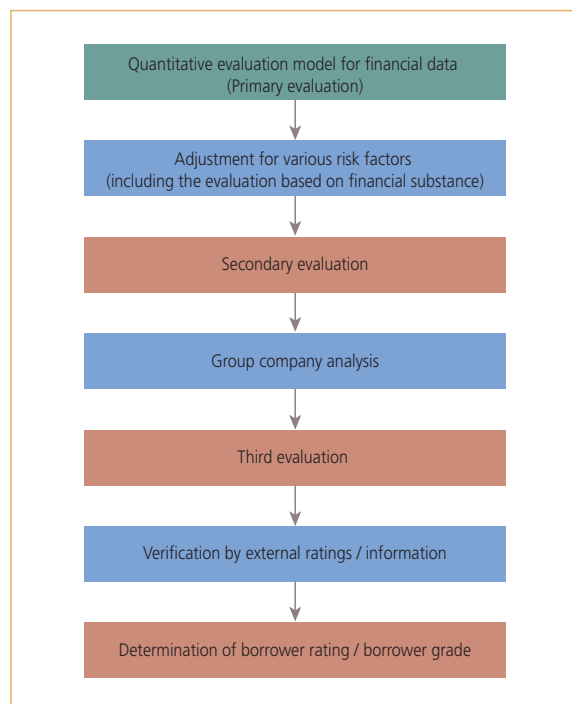 Quantitative evaluation model for financial data
(Primary evaluation)
Adjustment for various risk factors
(including the evaluation based on financial substance)
Secondary evaluation
Group company analysis
Third evaluation
Verification by external ratings / information
Determination of borrower rating / borrower grade